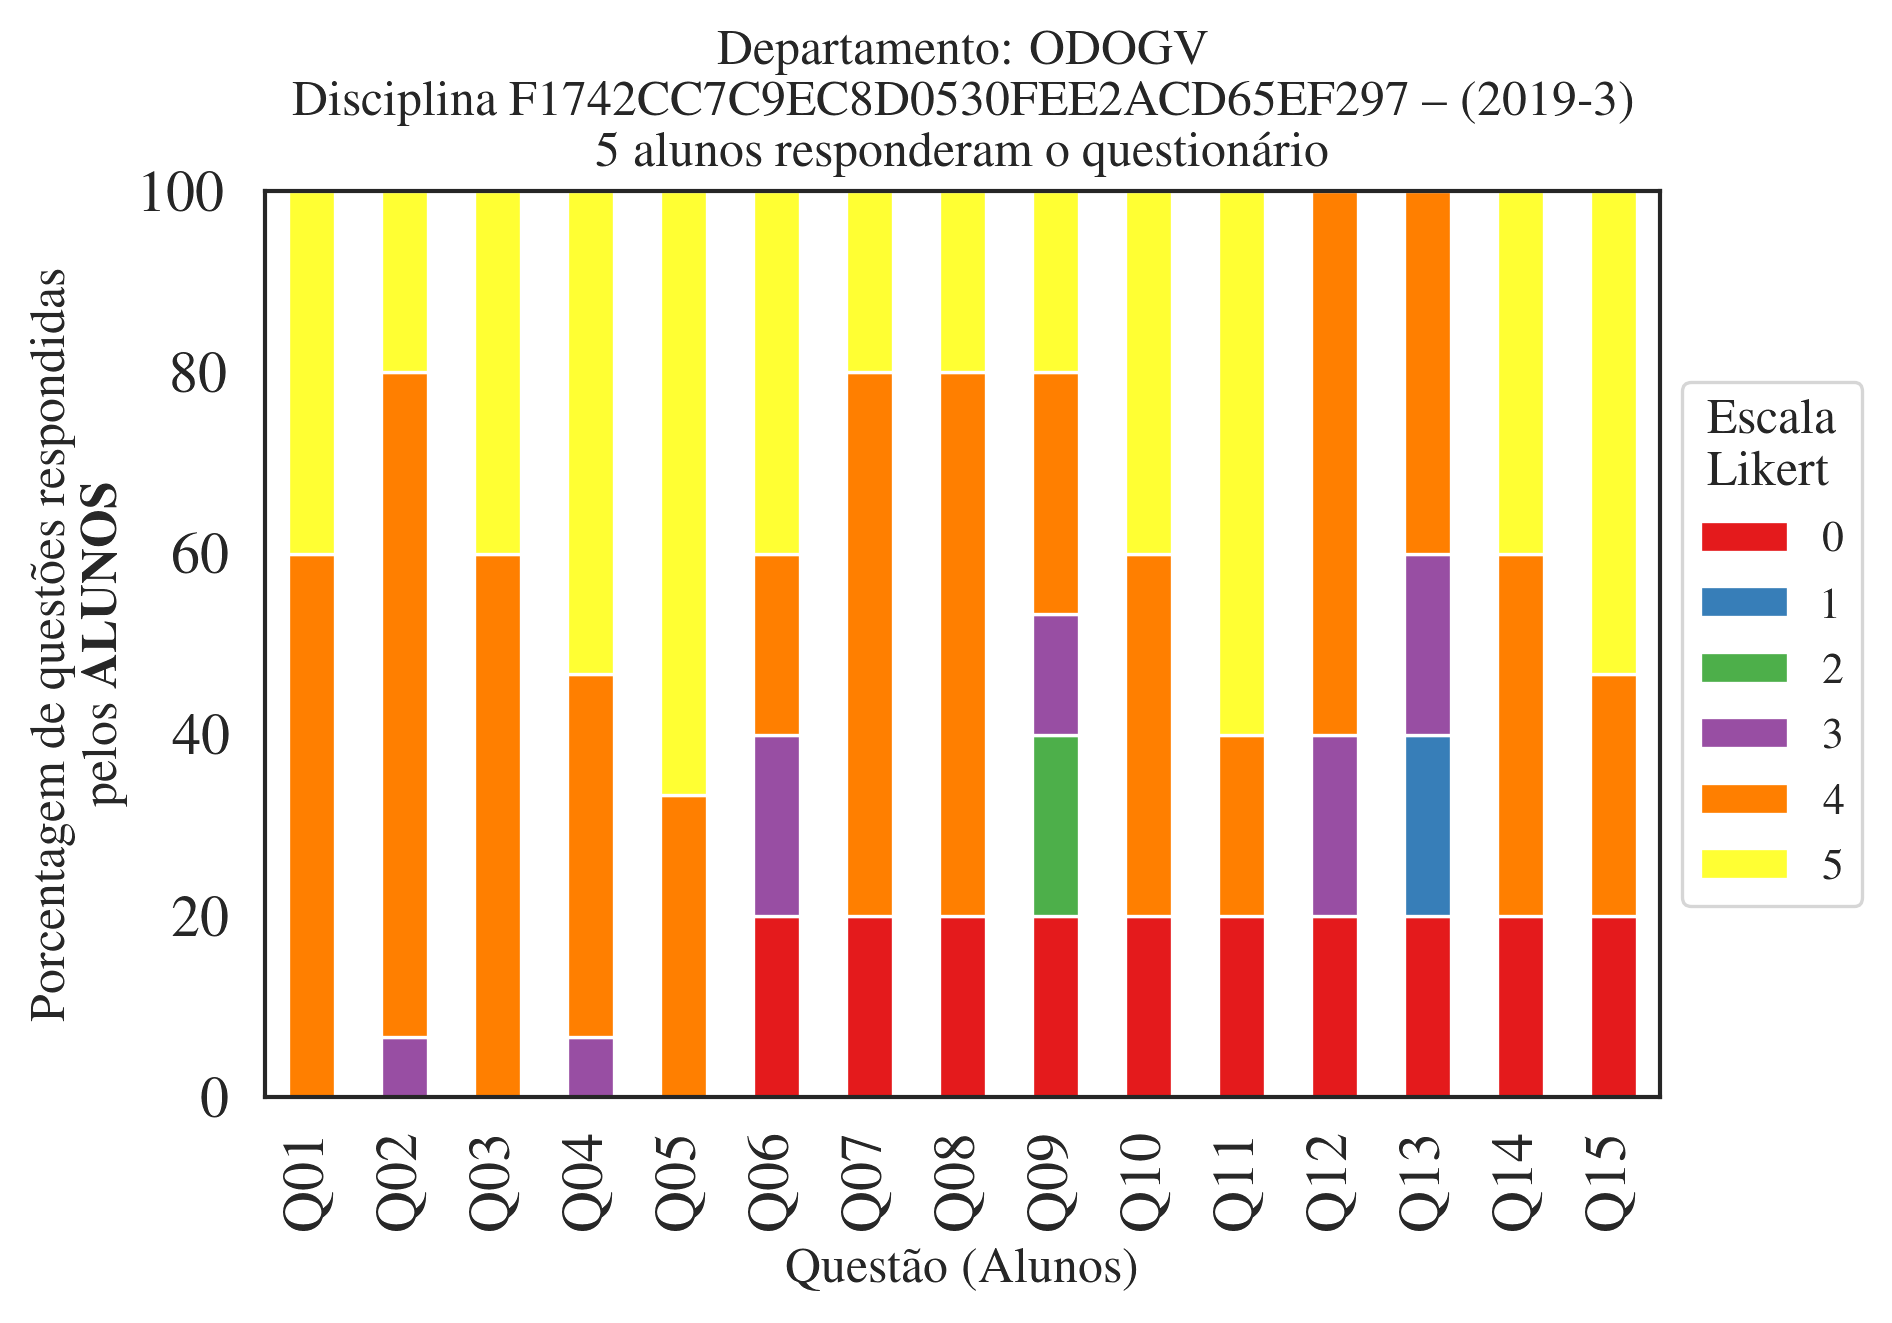 Departamento: ODOGV
Disciplina F1742CC7C9EC8D0530FEE2ACD65EF297 – (2019-3)
5 alunos responderam o questionário
Porcentagem de questões respondidas
pelos ALUNOS
100
80
60
40
20
0
Q01
Q02
Q03
Q04
Q05
Q06
Q07
Q08
Q09
Q10
Q11
Q12
Q13
Q14
Q15
Questão (Alunos)
Escala
Likert
0
1
2
3
4
5